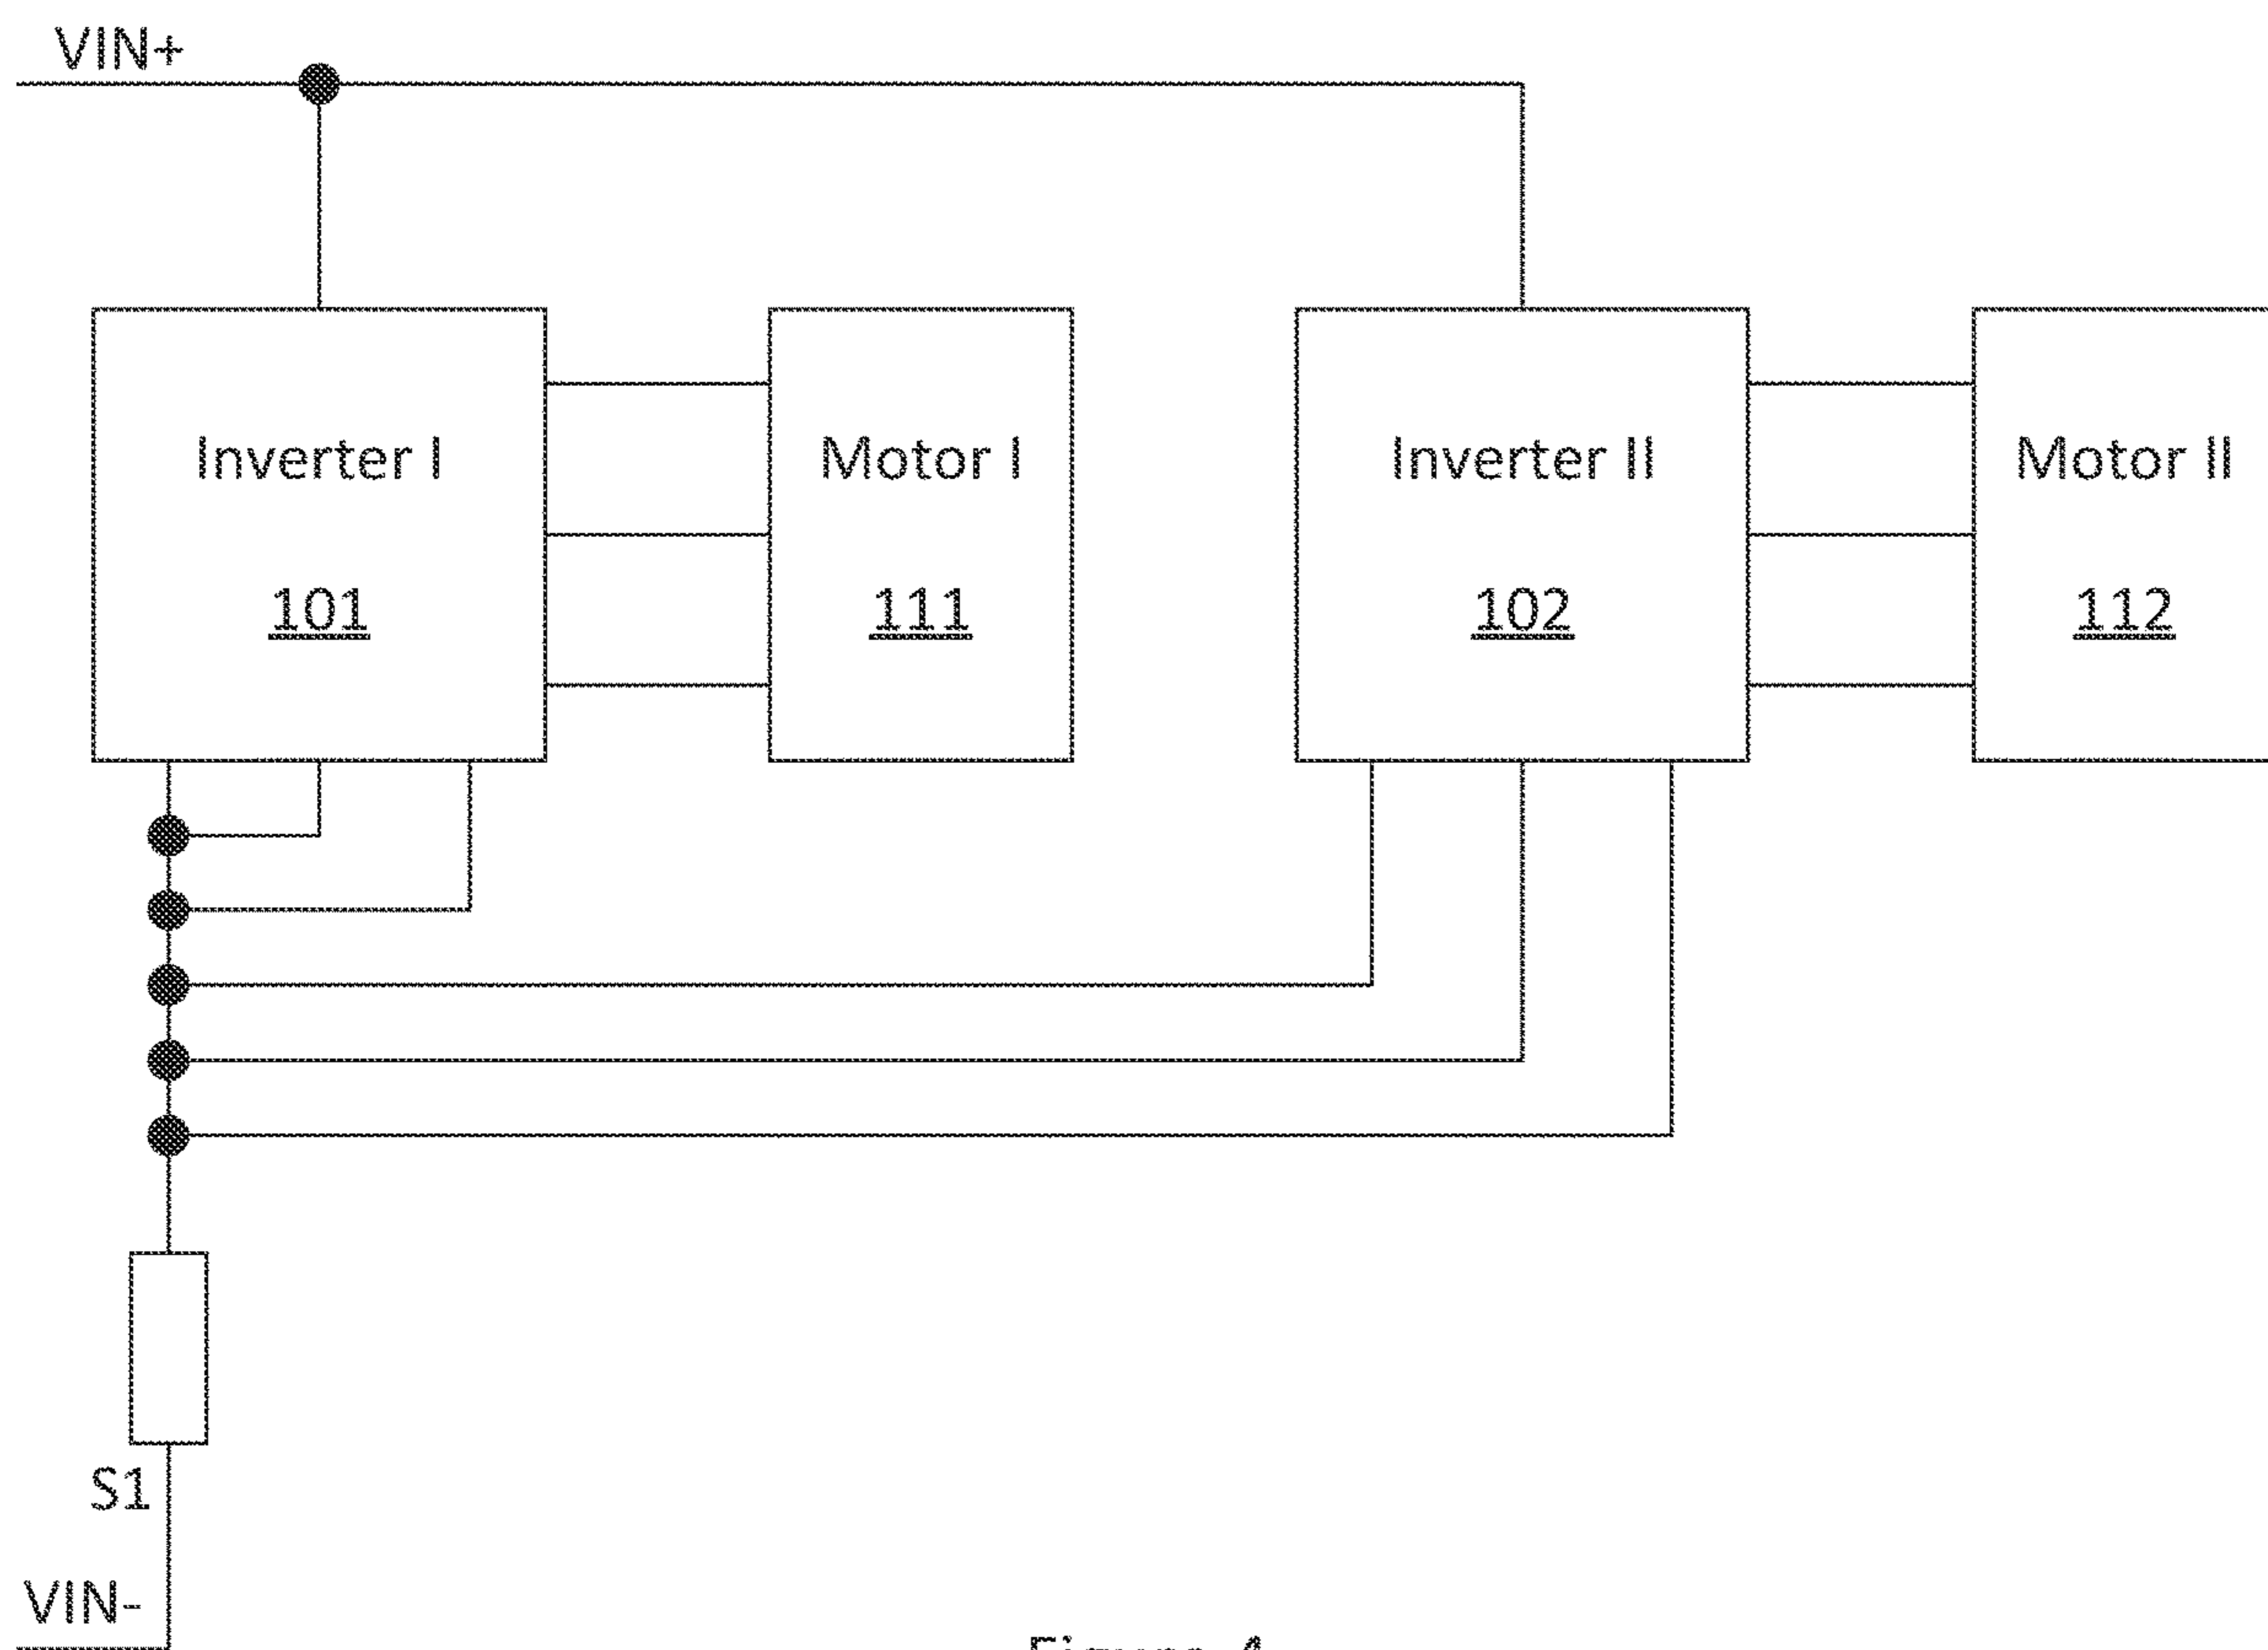 VIN+
Inverter I
Motor I
Inverter II
Motor II
101
111
102
112
S1
VIN-